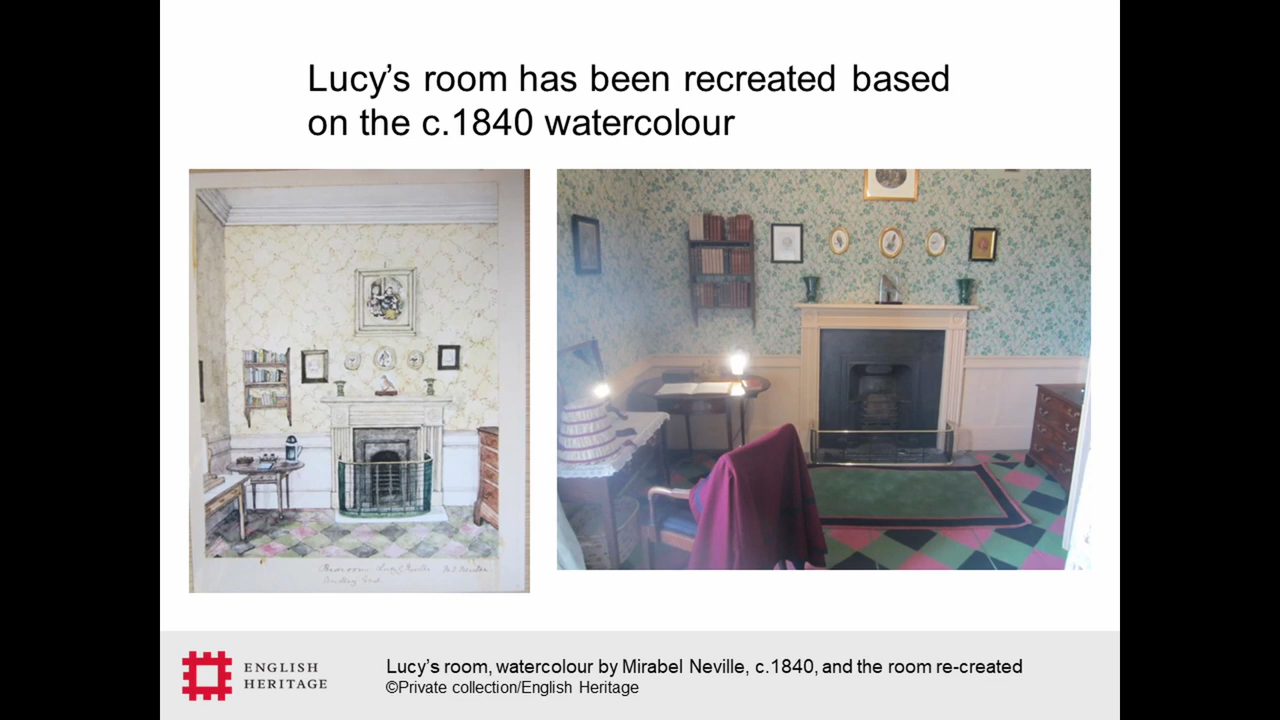 Lucy’s room has been recreated based
on the c.1840 watercolour
ENGLISH
HERITAGE
Lucy’s room, watercolour by Mirabel Neville, c.1840, and the room re-created
©Private collection/English Heritage